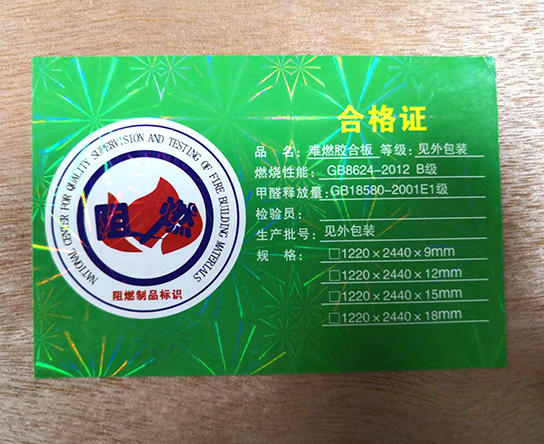 合格证
品 名：难燃胶合板 等级：见外包装
燃烧性能：GB8624-2012 B级
甲醛释放量：GB18580-2001E1级
检验员：
生产批号：见外包装
规 格：□1220×2440×9mm
□1220×2440×12mm
□1220×2440×15mm
□1220×2440×18mm
NATIONAL CENTER FOR QUALITY SUPERVISION AND TESTING OF FIRE BUILDING MATERIALS
阻燃
阻燃制品标识